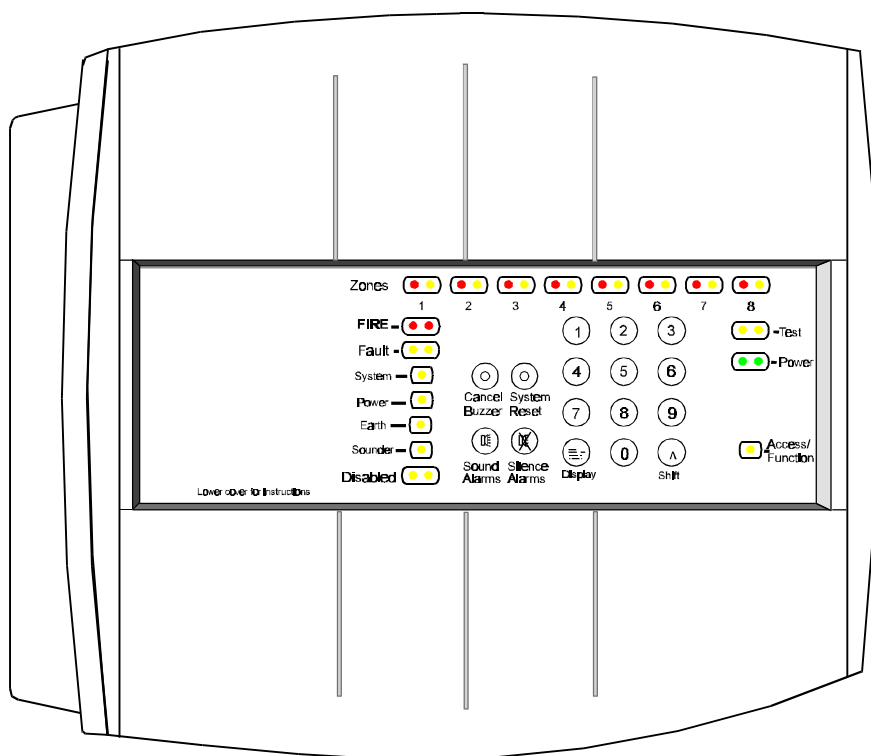 Zones
1 2 3 4 5 6 7 8
FIRE
Fault
System
Power
Earth
Sounder
Disabled
Lower cover for Instructions
Cancel
Buzzer
System
Reset
Sound
Alarms
Silence
Alarms
1 2 3
4 5 6
7 8 9
0 ^
Display
Shift
Test
Power
Access/
Function